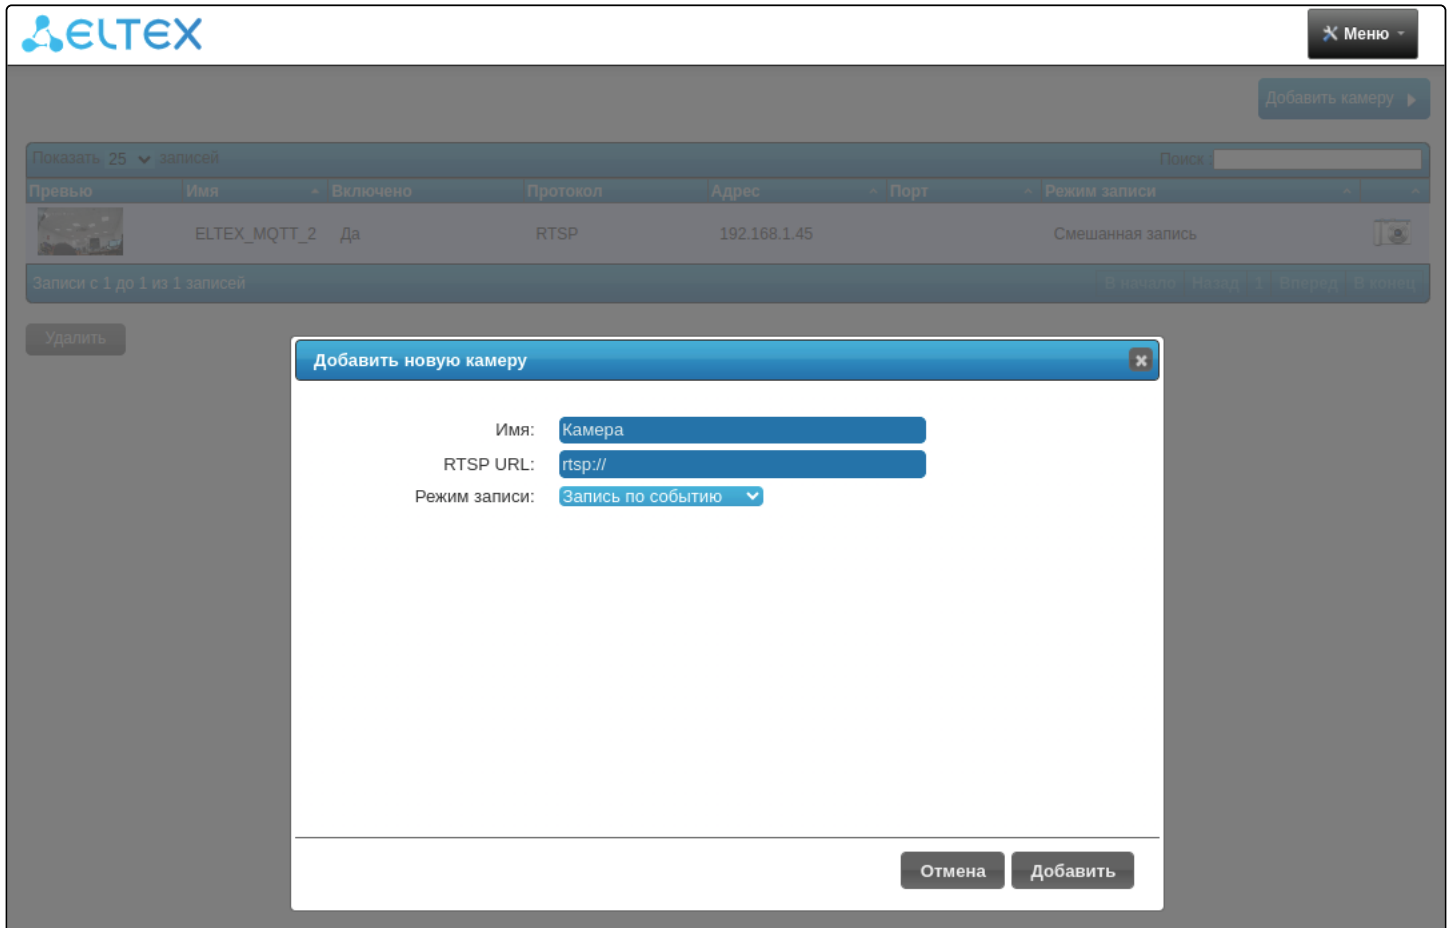 ELTEX
Меню
Добавить камеру
Показать 25 записей
Поиск
Превью Имя Включено Протокол Адрес Порт Режим записи
ELTEX_MQTT_2 Да RTSP 192.168.1.45 Смешанная запись
Записи с 1 до 1 из 1 записей В начало Назад 1 Вперед В конец
Удалить
Добавить новую камеру
Имя: Камера
RTSP URL: rtsp://
Режим записи: Запись по событию
Отмена Добавить